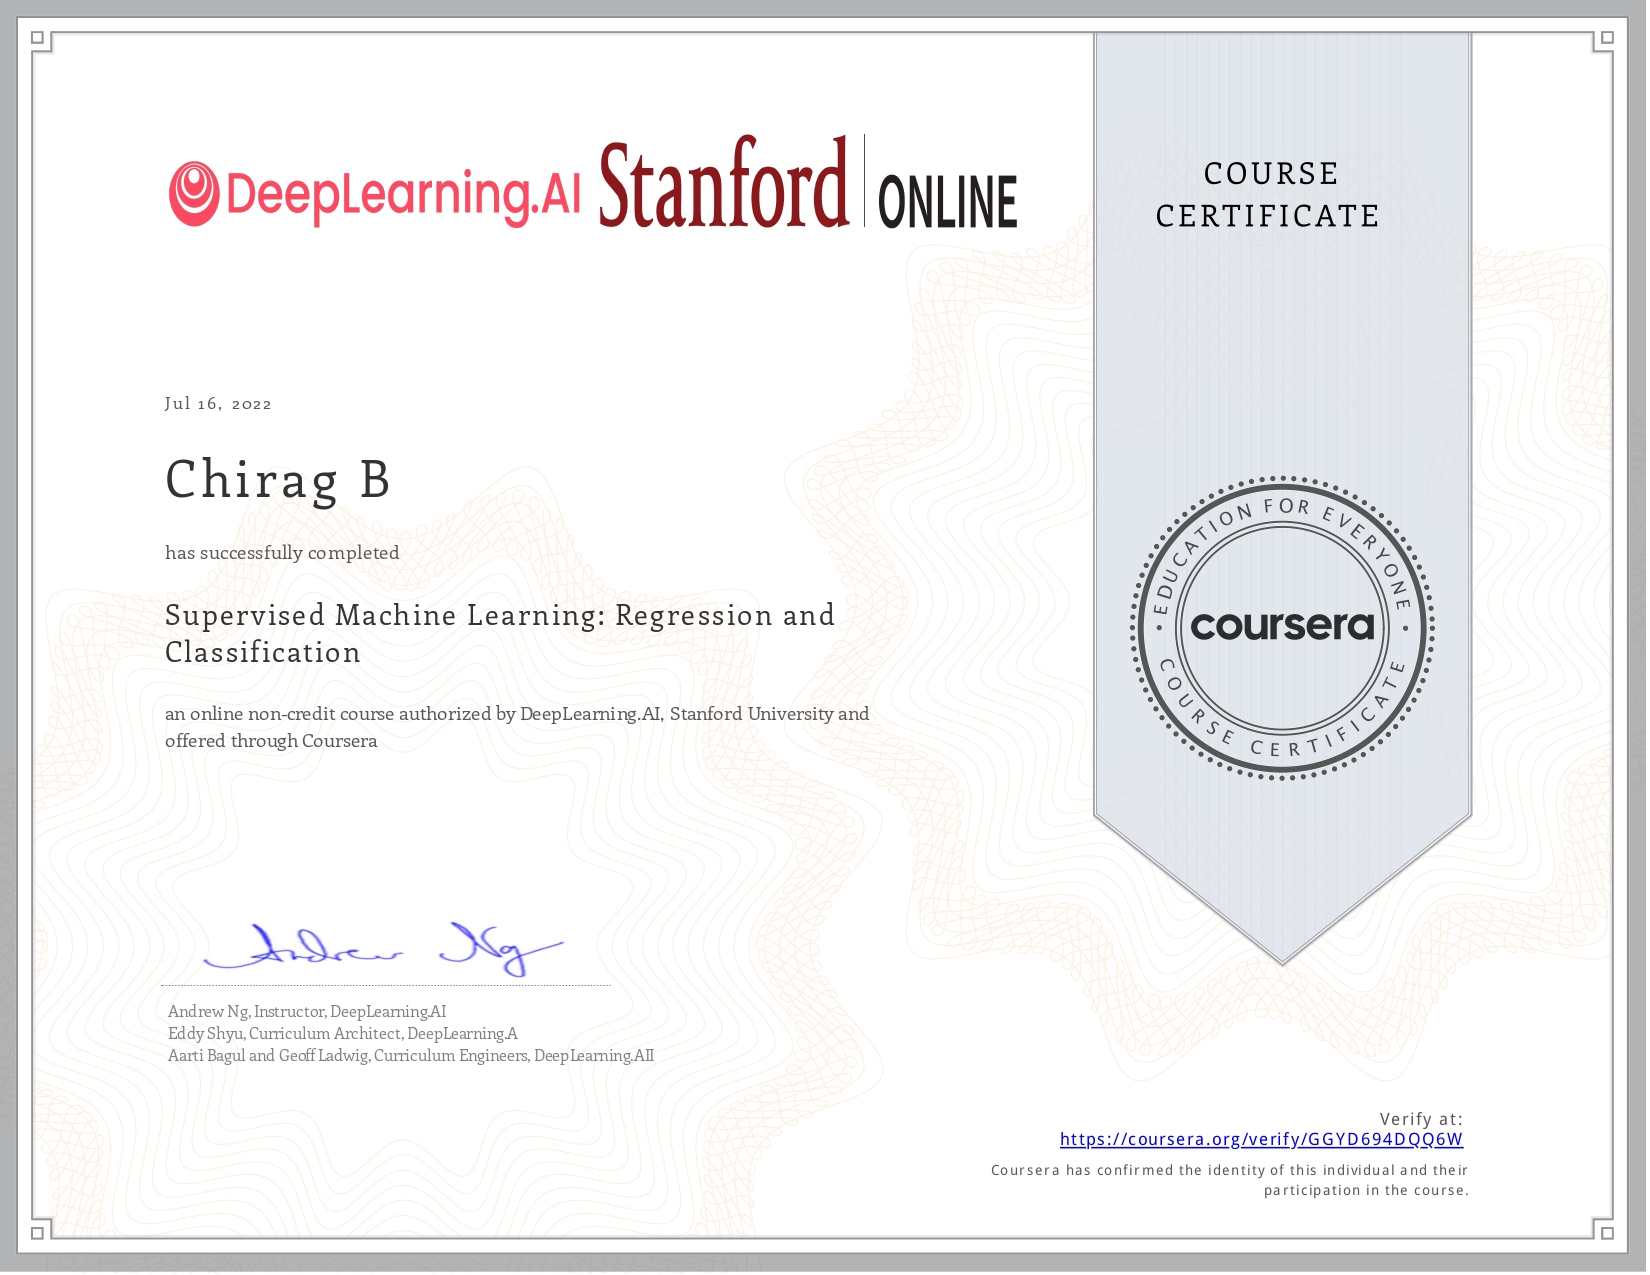 DeepLearning.AI Stanford ONLINE
COURSE
CERTIFICATE
Jul 16, 2022
Chirag B
has successfully completed
Supervised Machine Learning: Regression and
Classification
an online non-credit course authorized by DeepLearning.AI, Stanford University and
offered through Coursera
EDUCATION FOR EVERYONE
coursera
COURSE CERTIFICATE
Andrew Ng
Andrew Ng, Instructor, DeepLearning.AI
Eddy Shyu, Curriculum Architect, DeepLearning.A
Aarti Bagul and Geoff Ladwig, Curriculum Engineers, DeepLearning.AII
Verify at:
https://coursera.org/verify/GGYD694DQQ6W
Coursera has confirmed the identity of this individual and their
participation in the course.